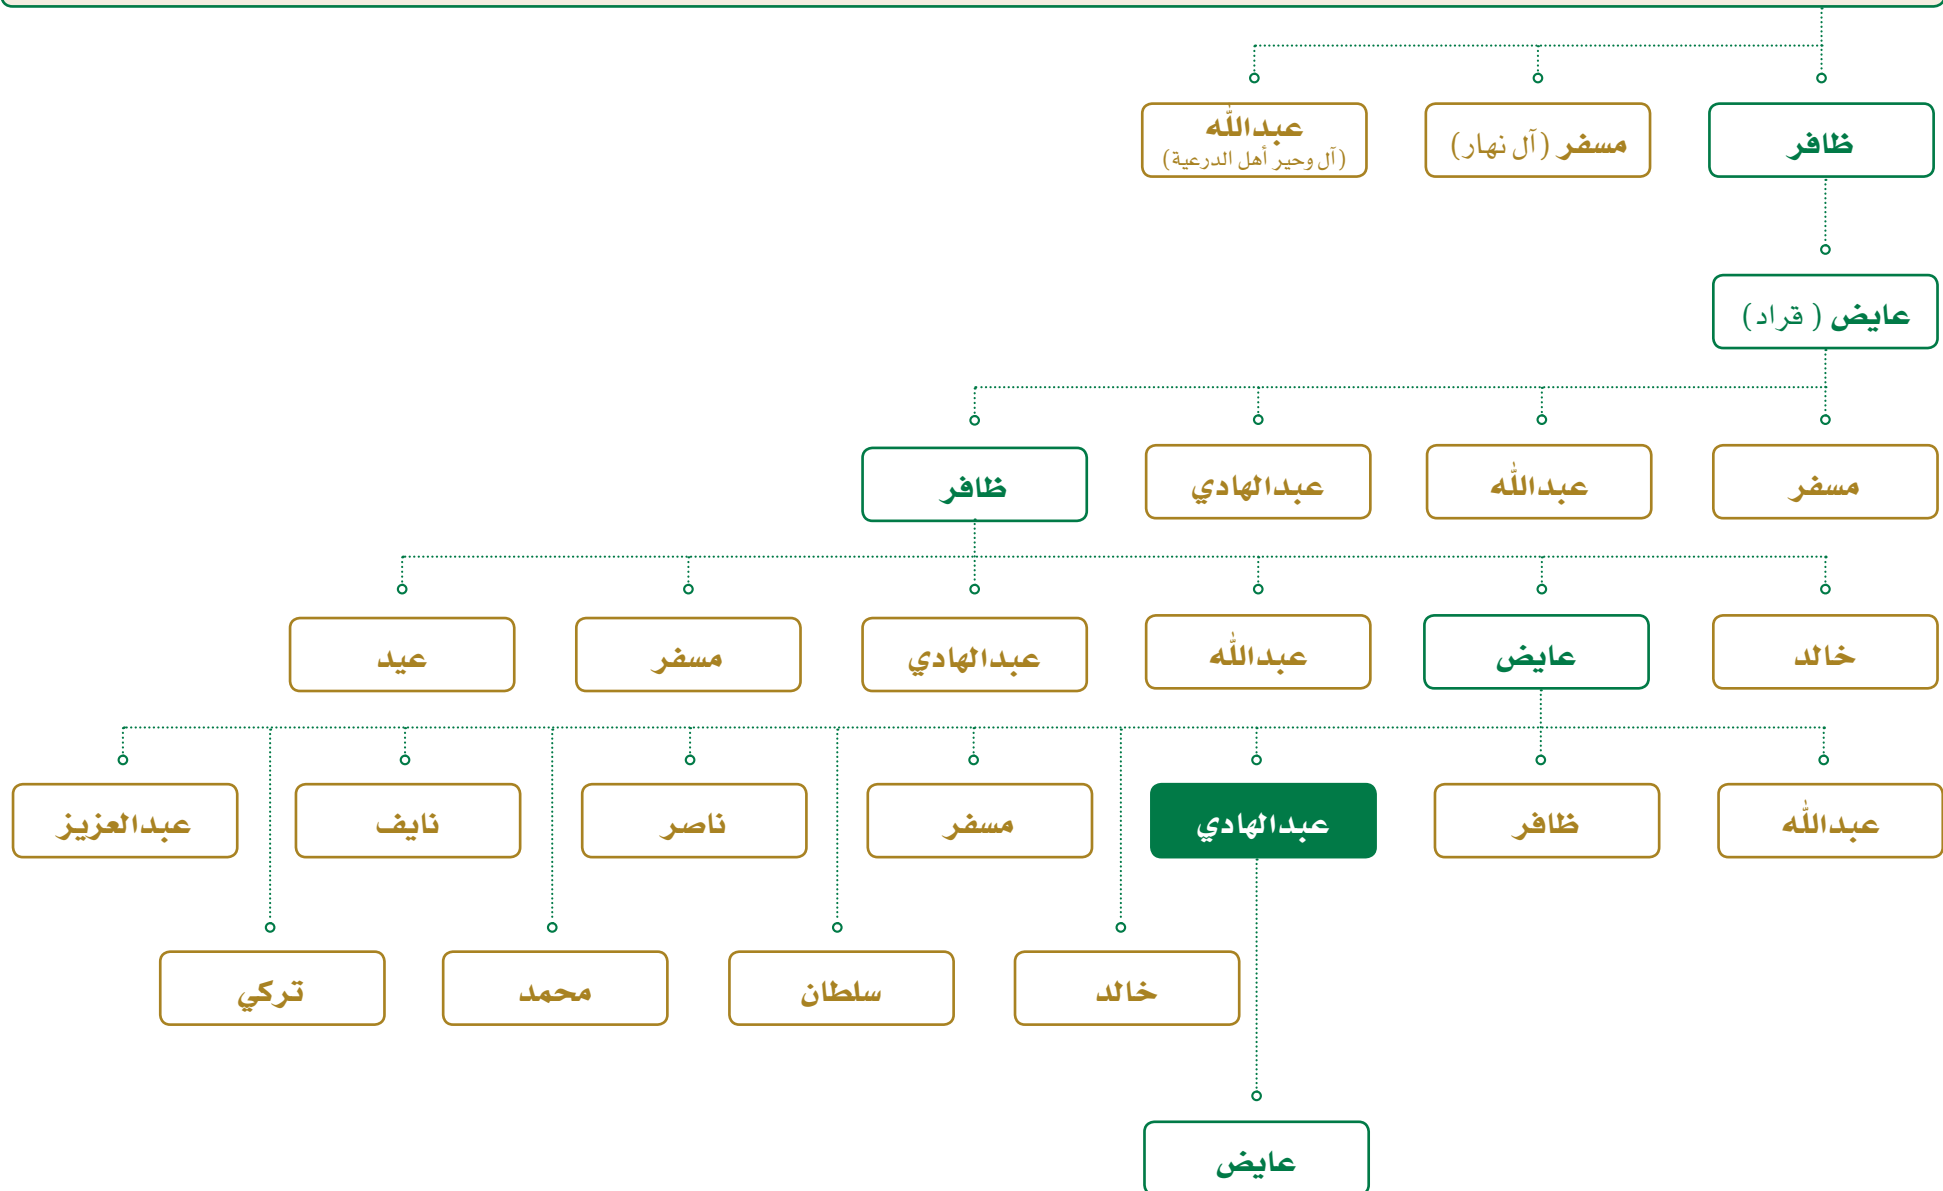 ظافر
مسفر (آل نهار)
عبدالله
(آل وحير أهل الدرعية)
عايض ( قراد)
مسفر
عبدالله
عبدالهادي
ظافر
خالد
عايض
عبدالله
عبدالهادي
مسفر
عيد
عبدالله
ظافر
عبدالهادي
مسفر
ناصر
نايف
عبدالعزيز
خالد
سلطان
محمد
تركي
عايض